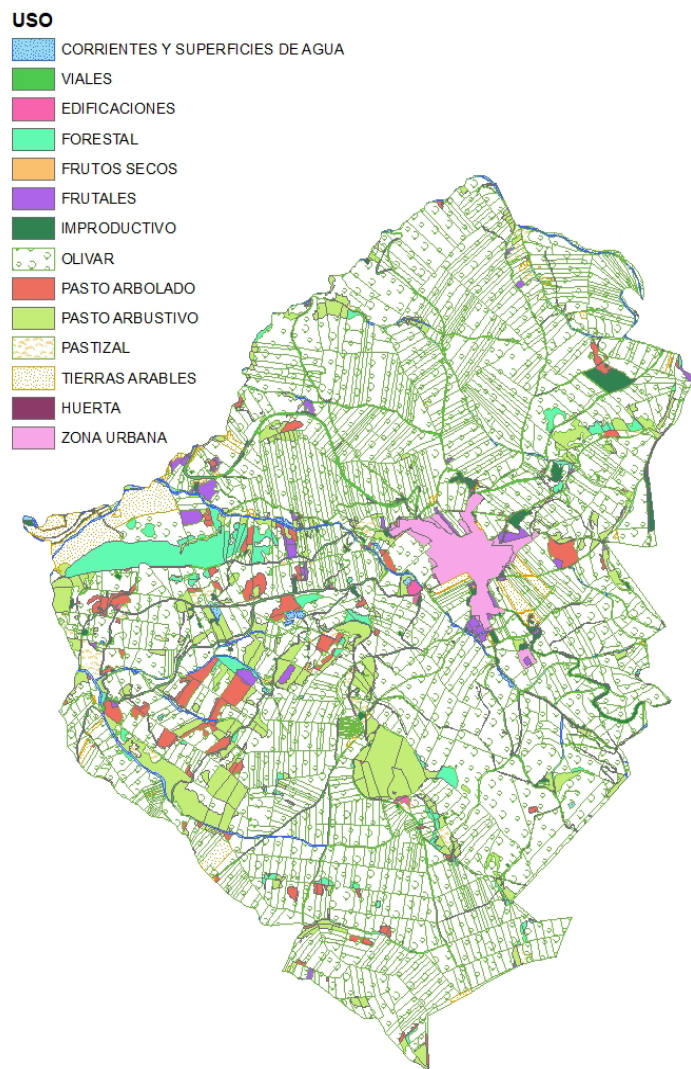 USO
CORRIENTES Y SUPERFICIES DE AGUA
VIALES
EDIFICACIONES
FORESTAL
FRUTOS SECOS
FRUTALES
IMPRODUCTIVO
OLIVAR
PASTO ARBOLADO
PASTO ARBUSTIVO
PASTIZAL
TIERRAS ARABLES
HUERTA
ZONA URBANA